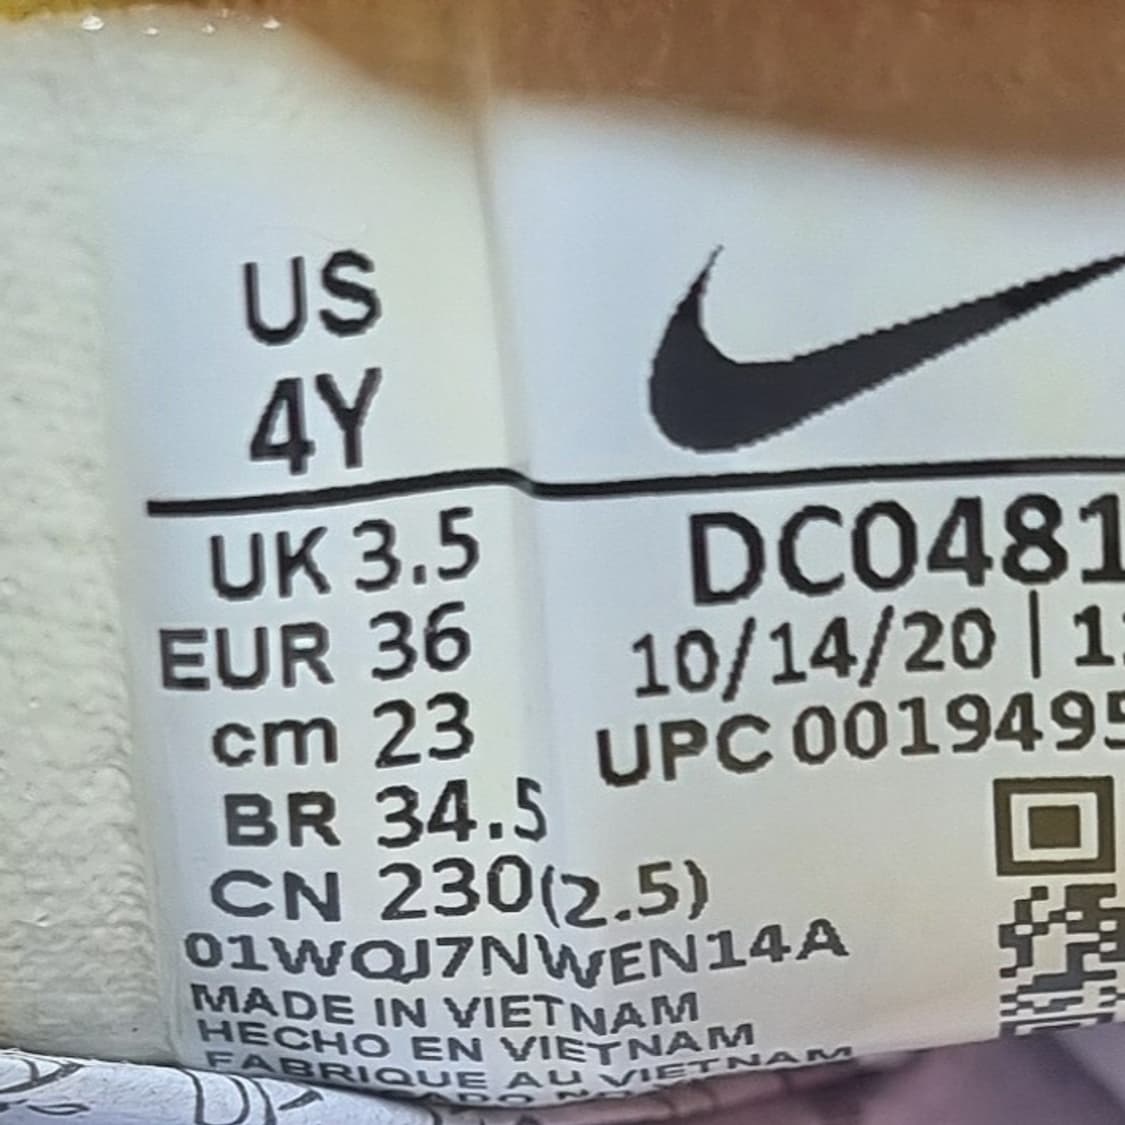 US
4Y
UK 3.5
EUR 36
cm 23
BR 34.5
CN 230(2.5)
01WQJ7NWEN14A
MADE IN VIETNAM
HECHO EN VIETNAM
FABRIQUE AU VIETNAM
DC0481
10/14/20 | 1
UPC 0019495